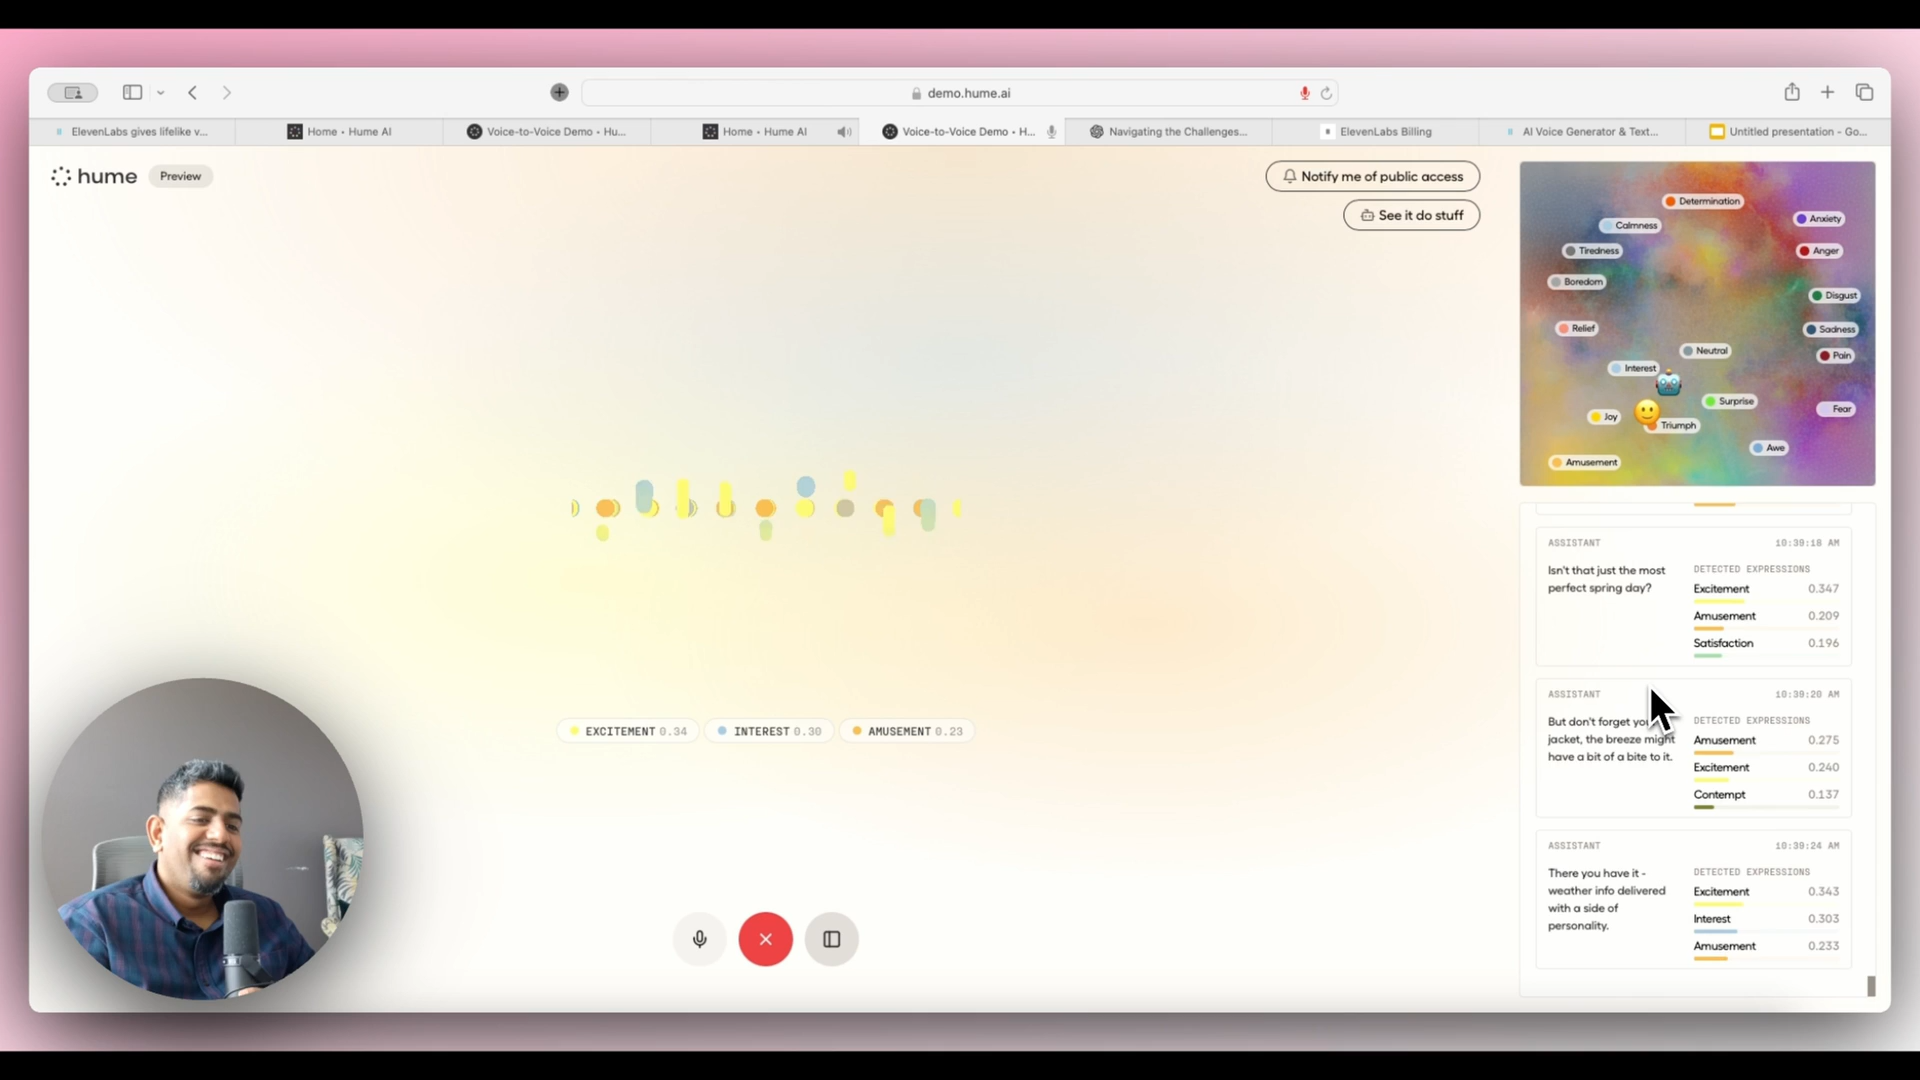 demo.hume.ai
ElevenLabs gives lifelike v...
Home • Hume AI
Voice-to-Voice Demo • Hu...
Home • Hume AI
Voice-to-Voice Demo • H...
Navigating the Challenges...
ElevenLabs Billing
AI Voice Generator & Text...
Untitled presentation - Go...
hume
Preview
Notify me of public access
See it do stuff
Determination
Calmness
Anxiety
Tiredness
Anger
Boredom
Disgust
Relief
Sadness
Neutral
Pain
Interest
Surprise
Fear
Joy
Triumph
Awe
Amusement
EXCITEMENT 0.34
INTEREST 0.30
AMUSEMENT 0.23
ASSISTANT
10:39:18 AM
Isn't that just the most
perfect spring day?
DETECTED EXPRESSIONS
Excitement 0.347
Amusement 0.209
Satisfaction 0.196
ASSISTANT
10:39:20 AM
But don't forget
jacket, the breeze might
have a bit of a bite to it.
DETECTED EXPRESSIONS
Amusement 0.275
Excitement 0.240
Contempt 0.137
ASSISTANT
10:39:24 AM
There you have it -
weather info delivered
with a side of
personality.
DETECTED EXPRESSIONS
Excitement 0.343
Interest 0.303
Amusement 0.233